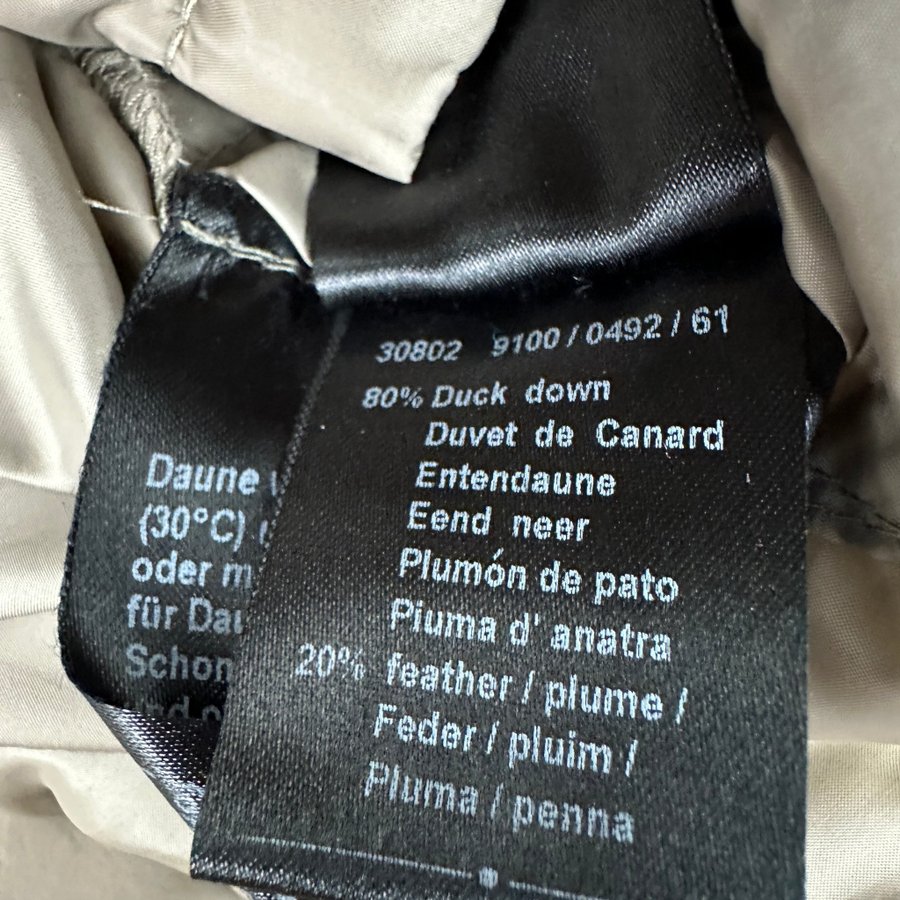 30802 9100 / 0492 / 61
80% Duck down
Duvet de Canard
Entendaune
Eend neer
Plumón de pato
Piuma d' anatra
20% feather / plume /
Feder / pluim /
Pluma / penna
Daune
(30°C)
oder m
für Dau
Schon